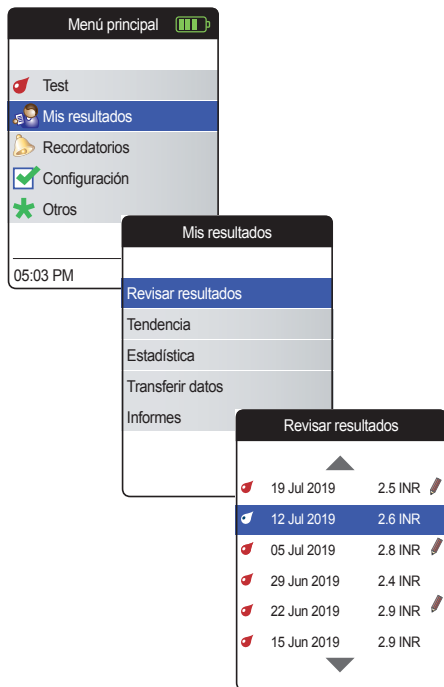 Menú principal
Test
Mis resultados
Recordatorios
Configuración
Otros
05:03 PM
Mis resultados
Revisar resultados
Tendencia
Estadística
Transferir datos
Informes
Revisar resultados
19 Jul 2019 2.5 INR
12 Jul 2019 2.6 INR
05 Jul 2019 2.8 INR
29 Jun 2019 2.4 INR
22 Jun 2019 2.9 INR
15 Jun 2019 2.9 INR